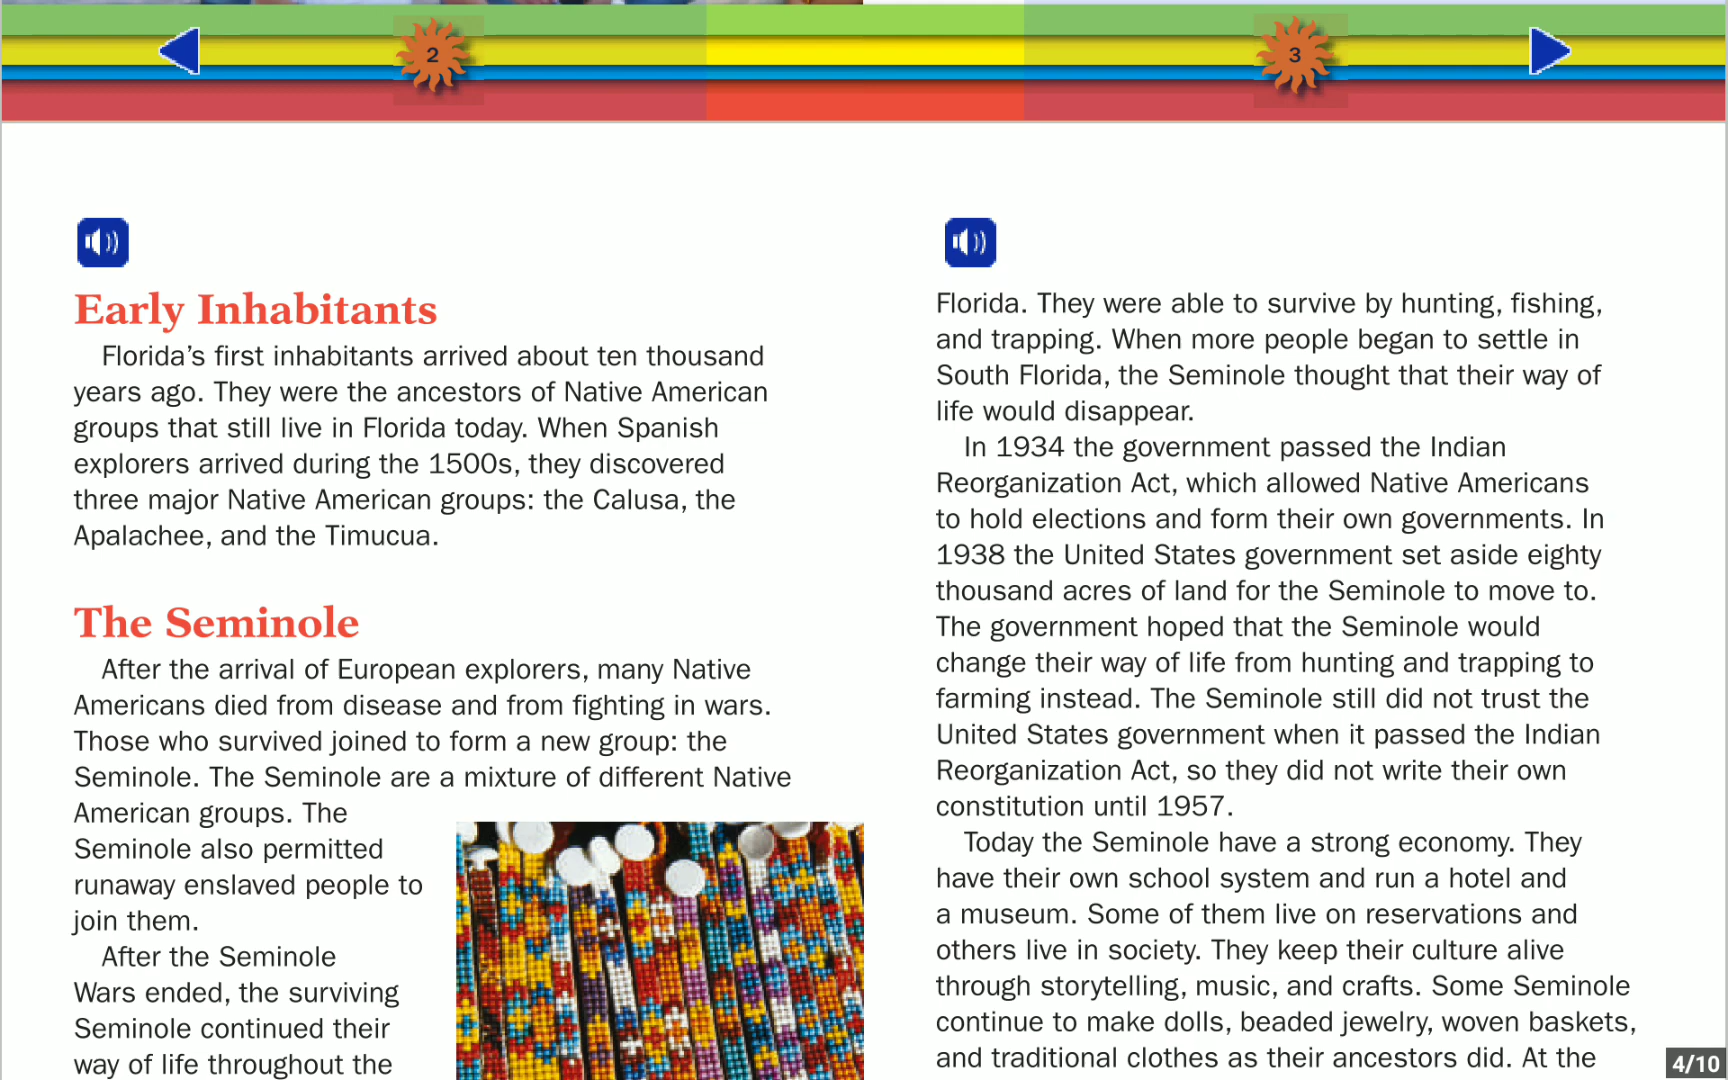 2
3
Early Inhabitants
Florida’s first inhabitants arrived about ten thousand
years ago. They were the ancestors of Native American
groups that still live in Florida today. When Spanish
explorers arrived during the 1500s, they discovered
three major Native American groups: the Calusa, the
Apalachee, and the Timucua.
The Seminole
After the arrival of European explorers, many Native
Americans died from disease and from fighting in wars.
Those who survived joined to form a new group: the
Seminole. The Seminole are a mixture of different Native
American groups. The
Seminole also permitted
runaway enslaved people to
join them.
After the Seminole
Wars ended, the surviving
Seminole continued their
way of life throughout the
Florida. They were able to survive by hunting, fishing,
and trapping. When more people began to settle in
South Florida, the Seminole thought that their way of
life would disappear.
In 1934 the government passed the Indian
Reorganization Act, which allowed Native Americans
to hold elections and form their own governments. In
1938 the United States government set aside eighty
thousand acres of land for the Seminole to move to.
The government hoped that the Seminole would
change their way of life from hunting and trapping to
farming instead. The Seminole still did not trust the
United States government when it passed the Indian
Reorganization Act, so they did not write their own
constitution until 1957.
Today the Seminole have a strong economy. They
have their own school system and run a hotel and
a museum. Some of them live on reservations and
others live in society. They keep their culture alive
through storytelling, music, and crafts. Some Seminole
continue to make dolls, beaded jewelry, woven baskets,
and traditional clothes as their ancestors did. At the
4/10